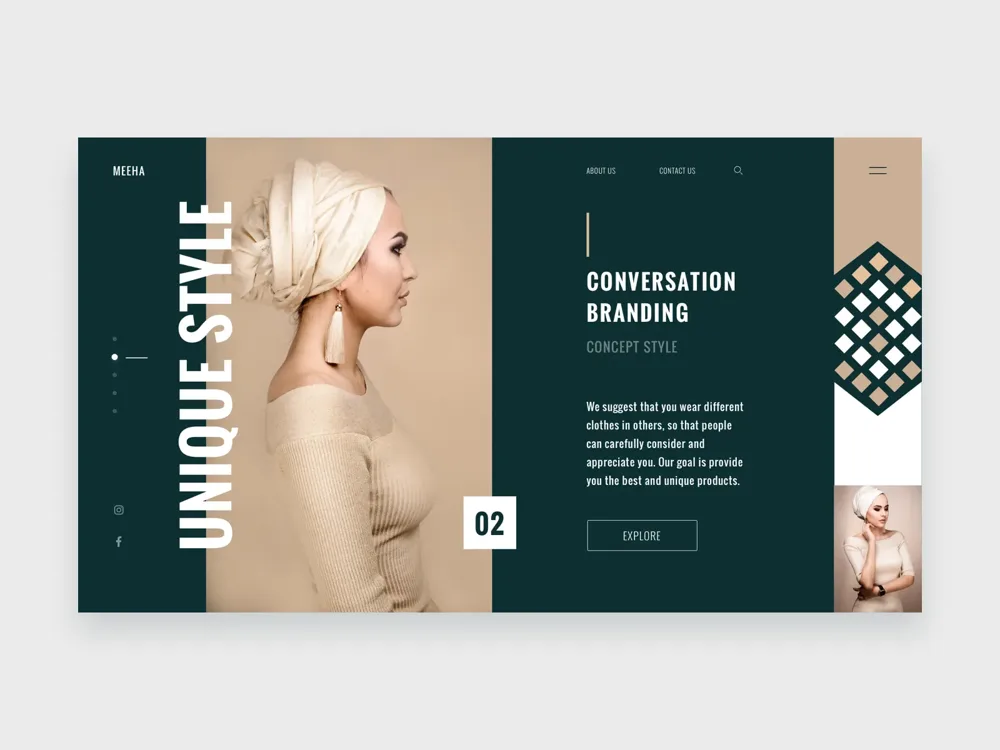 MEEHA
ABOUT US
CONTACT US
UNIQUE STYLE
CONVERSATION
BRANDING
CONCEPT STYLE
We suggest that you wear different
clothes in others, so that people
can carefully consider and
appreciate you. Our goal is provide
you the best and unique products.
02
EXPLORE